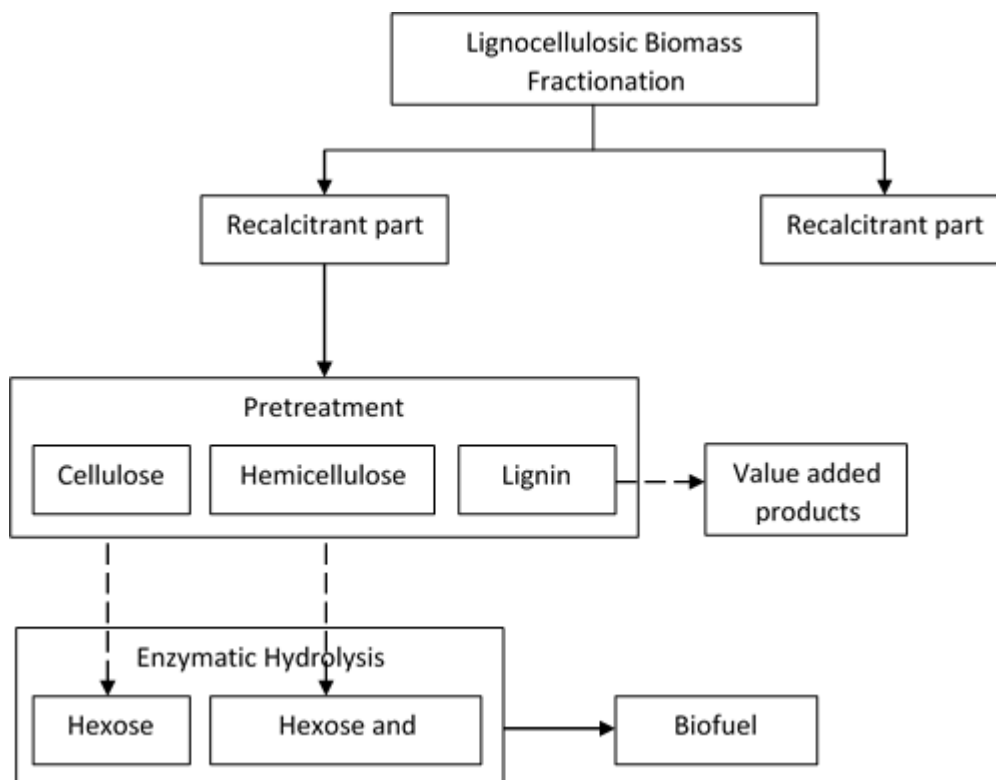 Lignocellulosic Biomass
Fractionation
Recalcitrant part
Recalcitrant part
Pretreatment
Cellulose
Hemicellulose
Lignin
Value added
products
Enzymatic Hydrolysis
Hexose
Hexose and
Biofuel